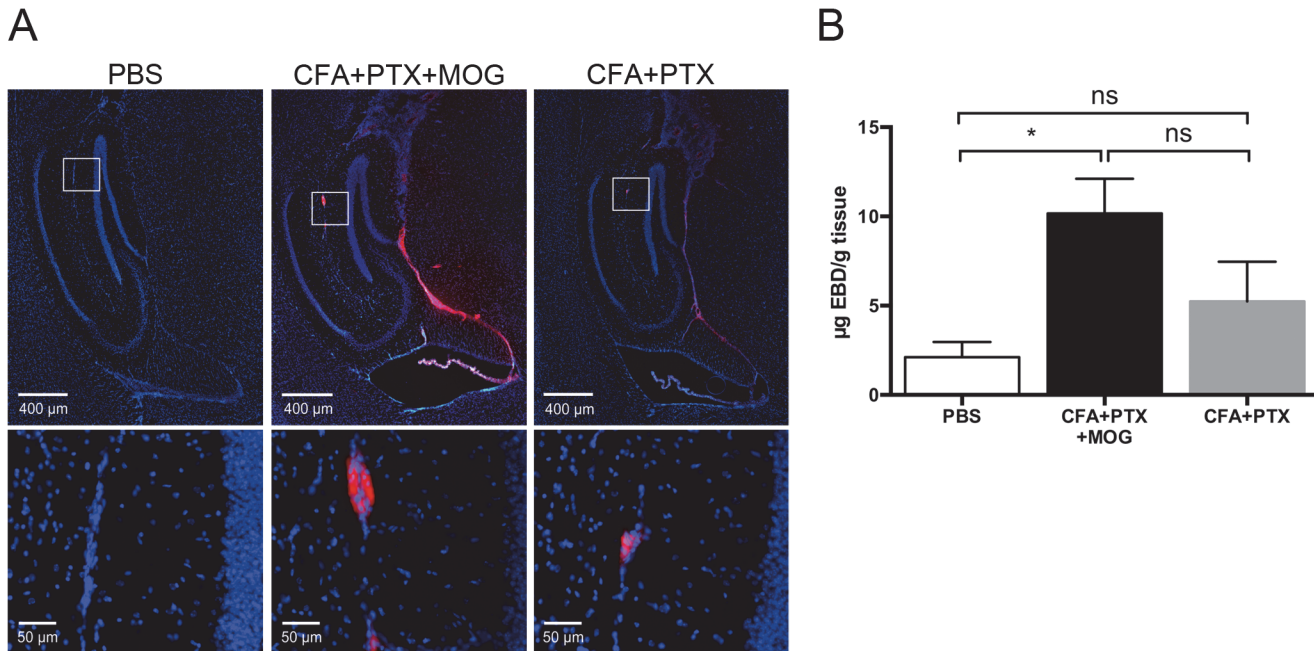 A
PBS
CFA+PTX+MOG
CFA+PTX
400 µm
400 µm
400 µm
50 µm
50 µm
50 µm
B
ns
*
ns
15
10
5
0
µg EBD/g tissue
PBS
CFA+PTX
+MOG
CFA+PTX